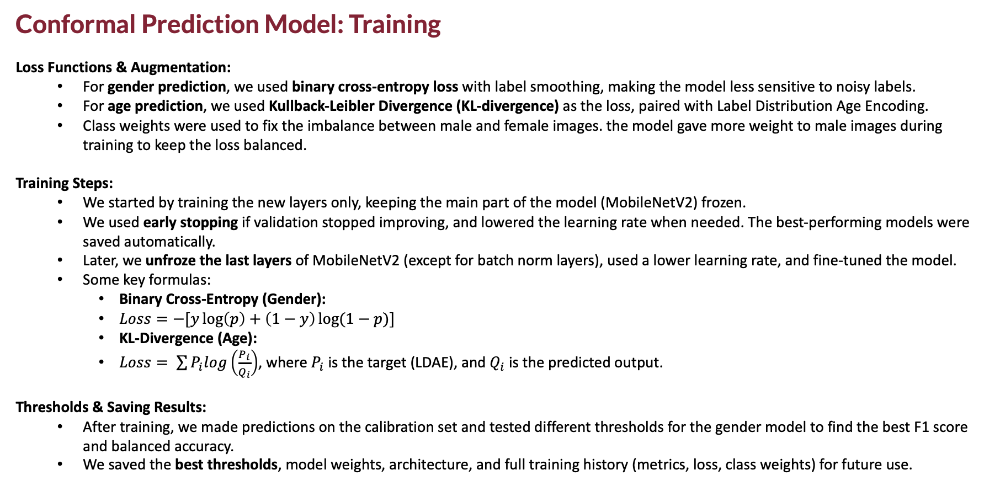 Conformal Prediction Model: Training
Loss Functions & Augmentation:
• For gender prediction, we used binary cross-entropy loss with label smoothing, making the model less sensitive to noisy labels.
• For age prediction, we used Kullback-Leibler Divergence (KL-divergence) as the loss, paired with Label Distribution Age Encoding.
• Class weights were used to fix the imbalance between male and female images. the model gave more weight to male images during
training to keep the loss balanced.
Training Steps:
• We started by training the new layers only, keeping the main part of the model (MobileNetV2) frozen.
• We used early stopping if validation stopped improving, and lowered the learning rate when needed. The best-performing models were
saved automatically.
• Later, we unfroze the last layers of MobileNetV2 (except for batch norm layers), used a lower learning rate, and fine-tuned the model.
• Some key formulas:
• Binary Cross-Entropy (Gender):
• Loss = −[y log(p) + (1 − y) log(1 − p)]
• KL-Divergence (Age):
• Loss = ∑ P_i log (P_i / Q_i), where P_i is the target (LDAE), and Q_i is the predicted output.
Thresholds & Saving Results:
• After training, we made predictions on the calibration set and tested different thresholds for the gender model to find the best F1 score
and balanced accuracy.
• We saved the best thresholds, model weights, architecture, and full training history (metrics, loss, class weights) for future use.